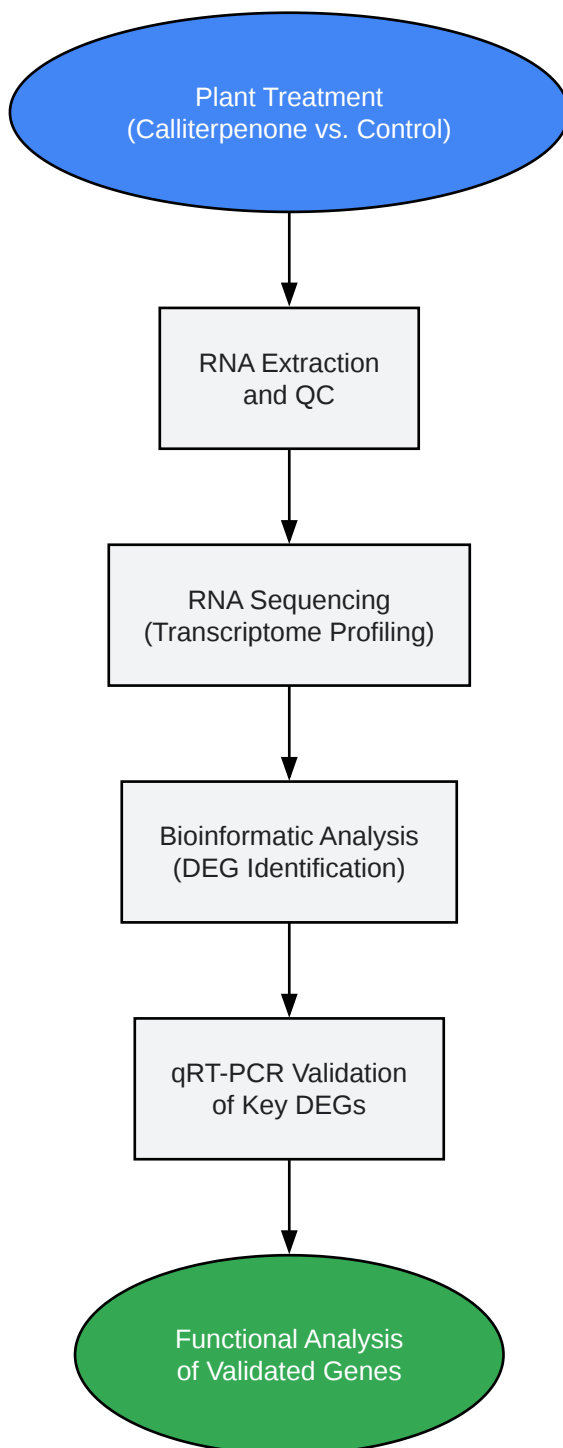 Plant Treatment
(Calliterpenone vs. Control)
RNA Extraction
and QC
RNA Sequencing
(Transcriptome Profiling)
Bioinformatic Analysis
(DEG Identification)
qRT-PCR Validation
of Key DEGs
Functional Analysis
of Validated Genes